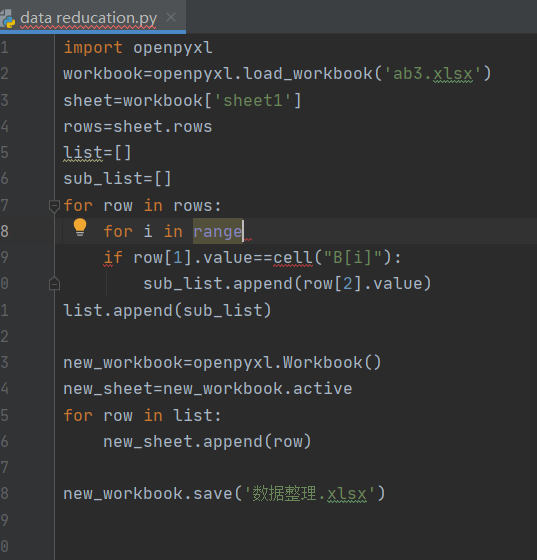 data reducation.py
1 import openpyxl
2 workbook=openpyxl.load_workbook('ab3.xlsx')
3 sheet=workbook['sheet1']
4 rows=sheet.rows
5 list=[]
6 sub_list=[]
7 for row in rows:
8 for i in range
9 if row[1].value==cell("B[i]"):
0 sub_list.append(row[2].value)
1 list.append(sub_list)
2
3 new_workbook=openpyxl.Workbook()
4 new_sheet=new_workbook.active
5 for row in list:
6 new_sheet.append(row)
7
8 new_workbook.save('数据整理.xlsx')
9
0